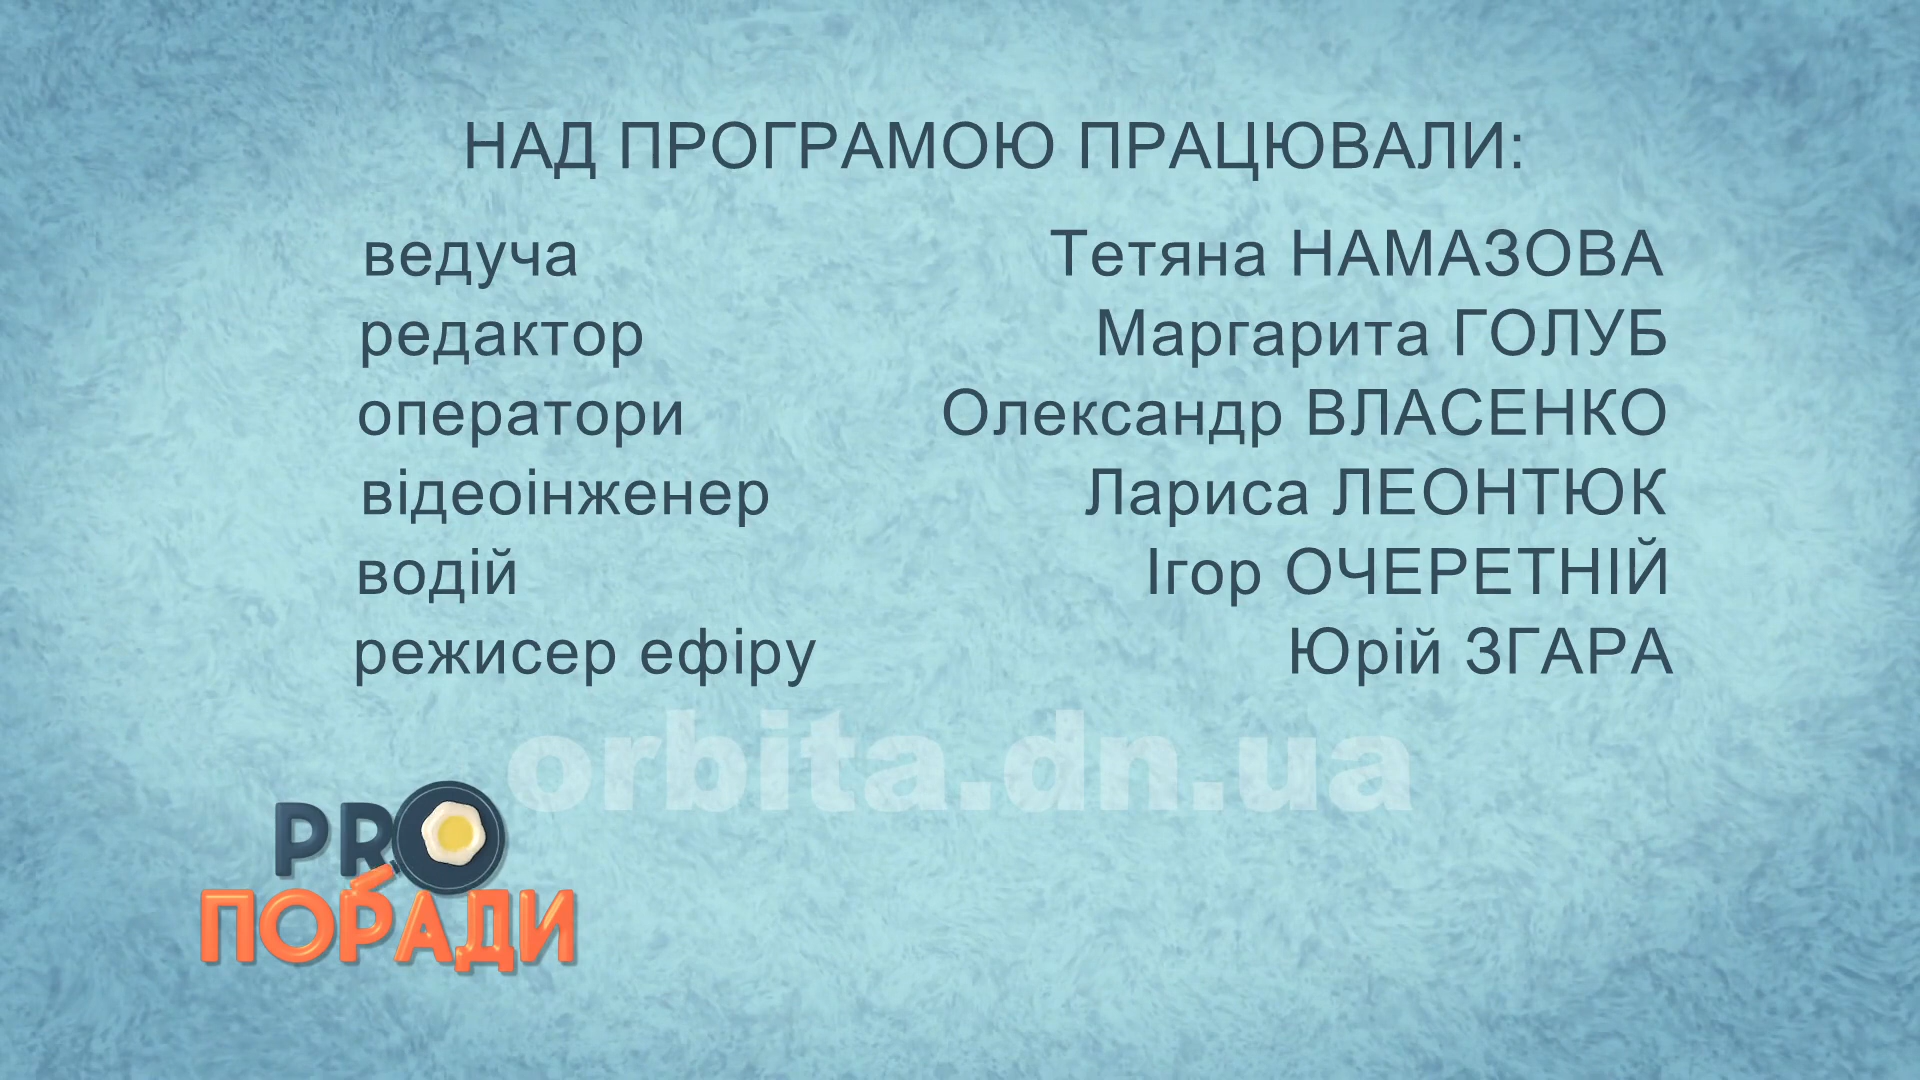 НАД ПРОГРАМОЮ ПРАЦЮВАЛИ:
ведуча Тетяна НАМАЗОВА
редактор Маргарита ГОЛУБ
оператори Олександр ВЛАСЕНКО
відеоінженер Лариса ЛЕОНТЮК
водій Ігор ОЧЕРЕТНІЙ
режисер ефіру Юрій ЗГАРА
orbita.dn.ua
PRO
ПОРАДИ